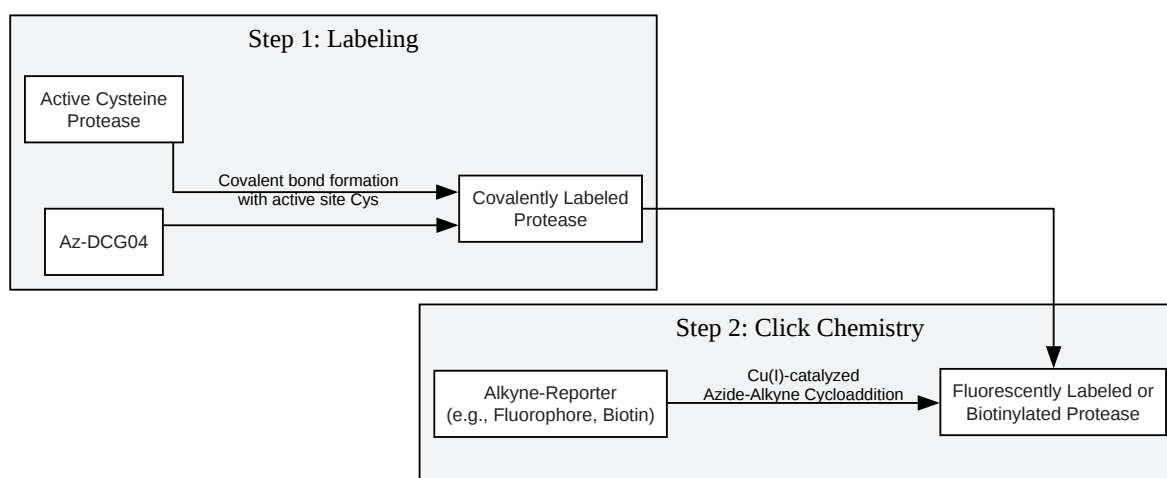 Step 1: Labeling
Active Cysteine
Protease
Covalent bond formation
with active site Cys
Az-DCG04
Covalently Labeled
Protease
Step 2: Click Chemistry
Alkyne-Reporter
(e.g., Fluorophore, Biotin)
Cu(I)-catalyzed
Azide-Alkyne Cycloaddition
Fluorescently Labeled or
Biotinylated Protease